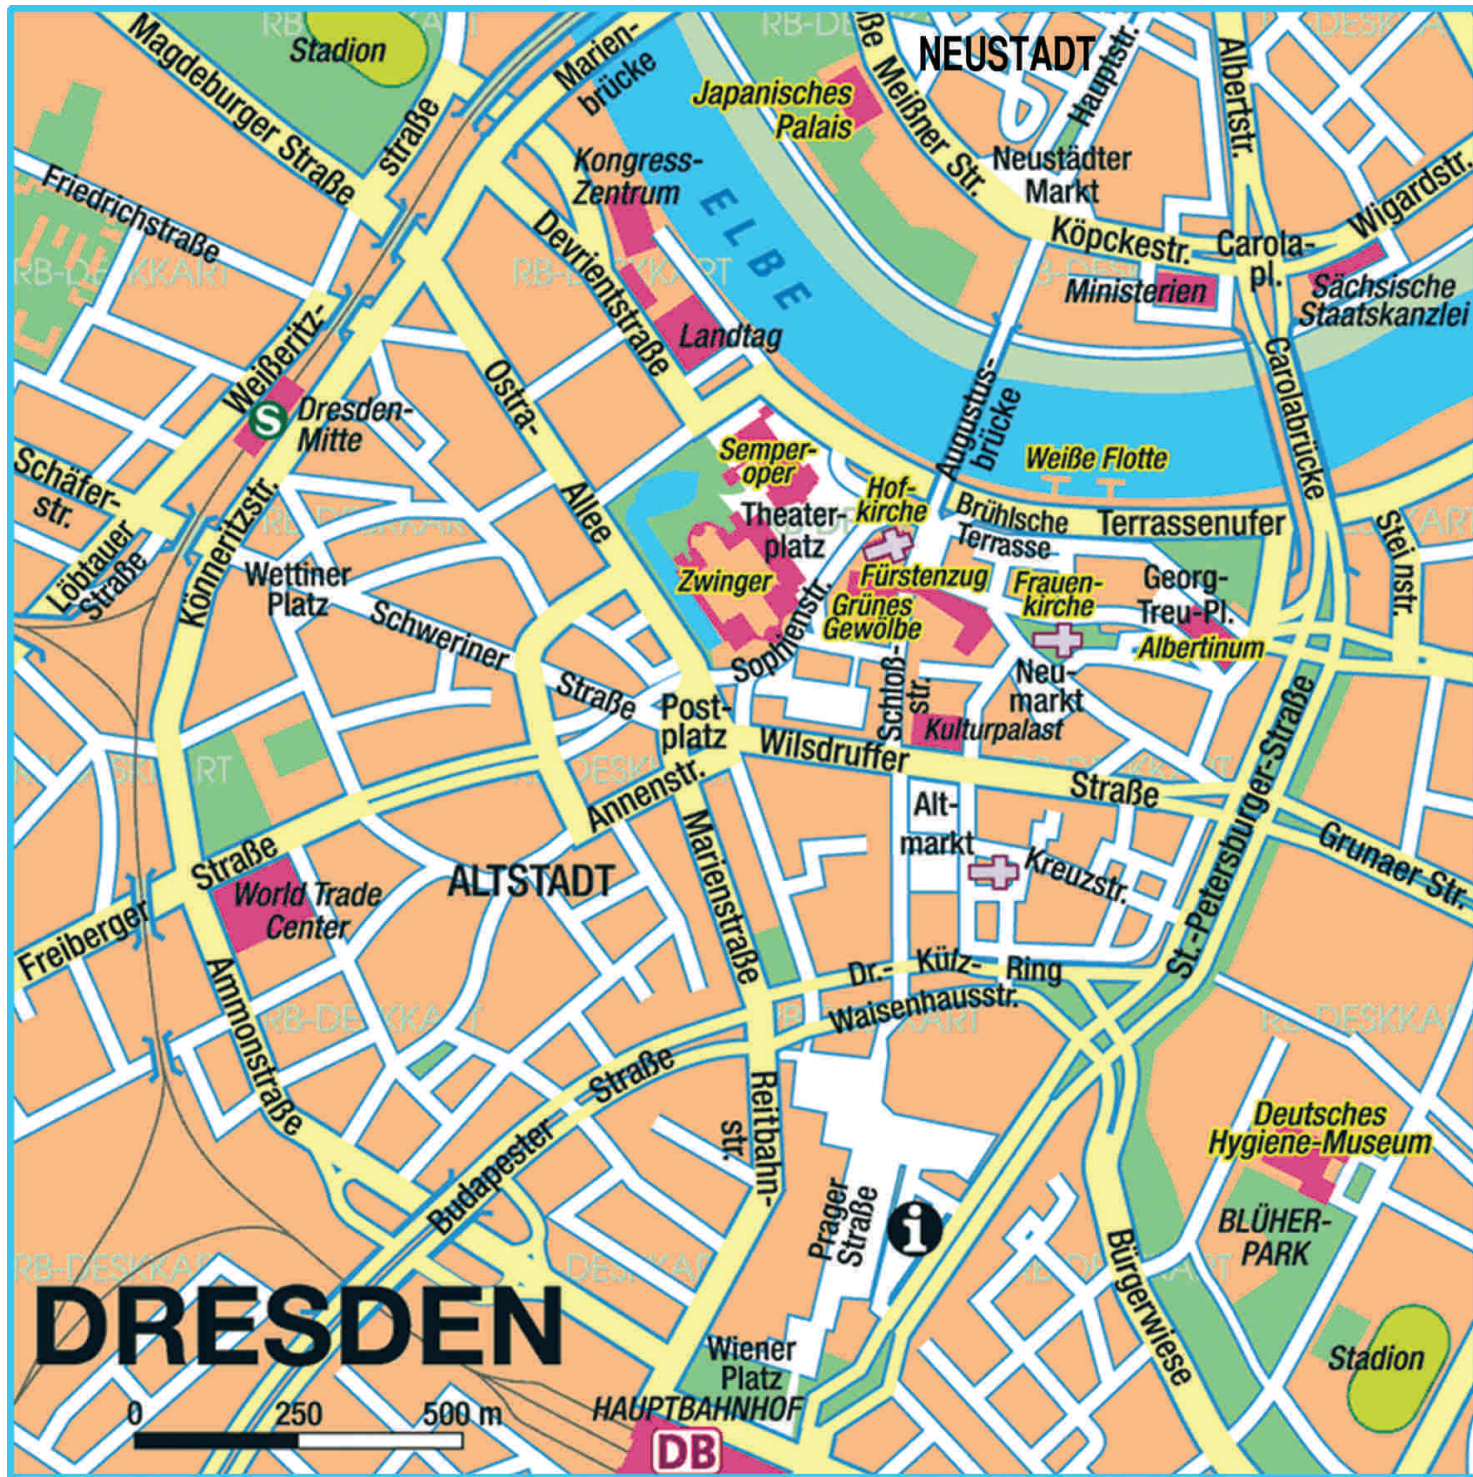 Stadion
Magdeburger Straße
straße
Marien-
brücke
NEUSTADT
Hauptstr.
Albertstr.
Japanisches
Palais
ße Meißner Str.
Neustädter
Markt
Kongress-
Zentrum
ELBE
Friedrichstraße
Devrientstraße
Köpckestr.
Carola-
pl.
Wigardstr.
Ministerien
Sächsische
Staatskanzlei
Landtag
Weißeritz-
S
Dresden-
Mitte
Ostra-
Allee
Augustus-
brücke
Carolabrücke
Schäfer-
str.
Löbtauer
Straße
Könneritzstr.
Semper-
oper
Weiße Flotte
Hof-
kirche
Theater-
platz
Brühlsche
Terrasse
Terrassenufer
Steinstr.
Wettiner
Platz
Zwinger
Fürstenzug
Grünes
Gewölbe
Frauen-
kirche
Georg-
Treu-Pl.
Albertinum
Schweriner
Straße
Sophienstr.
Schloß-
str.
Neu-
markt
Post-
platz
Kulturpalast
Wilsdruffer
Straße
St.-Petersburger-Straße
Annenstr.
Marienstraße
Alt-
markt
Kreuzstr.
Grunaer Str.
Freiberger
Straße
World Trade
Center
ALTSTADT
Dr.- Külz- Ring
Waisenhausstr.
Ammonstraße
Budapester
Straße
Reitbahn-
str.
Prager
Straße
i
Deutsches
Hygiene-Museum
BLÜHER-
PARK
Bürgerwiese
Stadion
Wiener
Platz
HAUPTBAHNHOF
DB
DRESDEN
0 250 500 m
RB-DESKKART